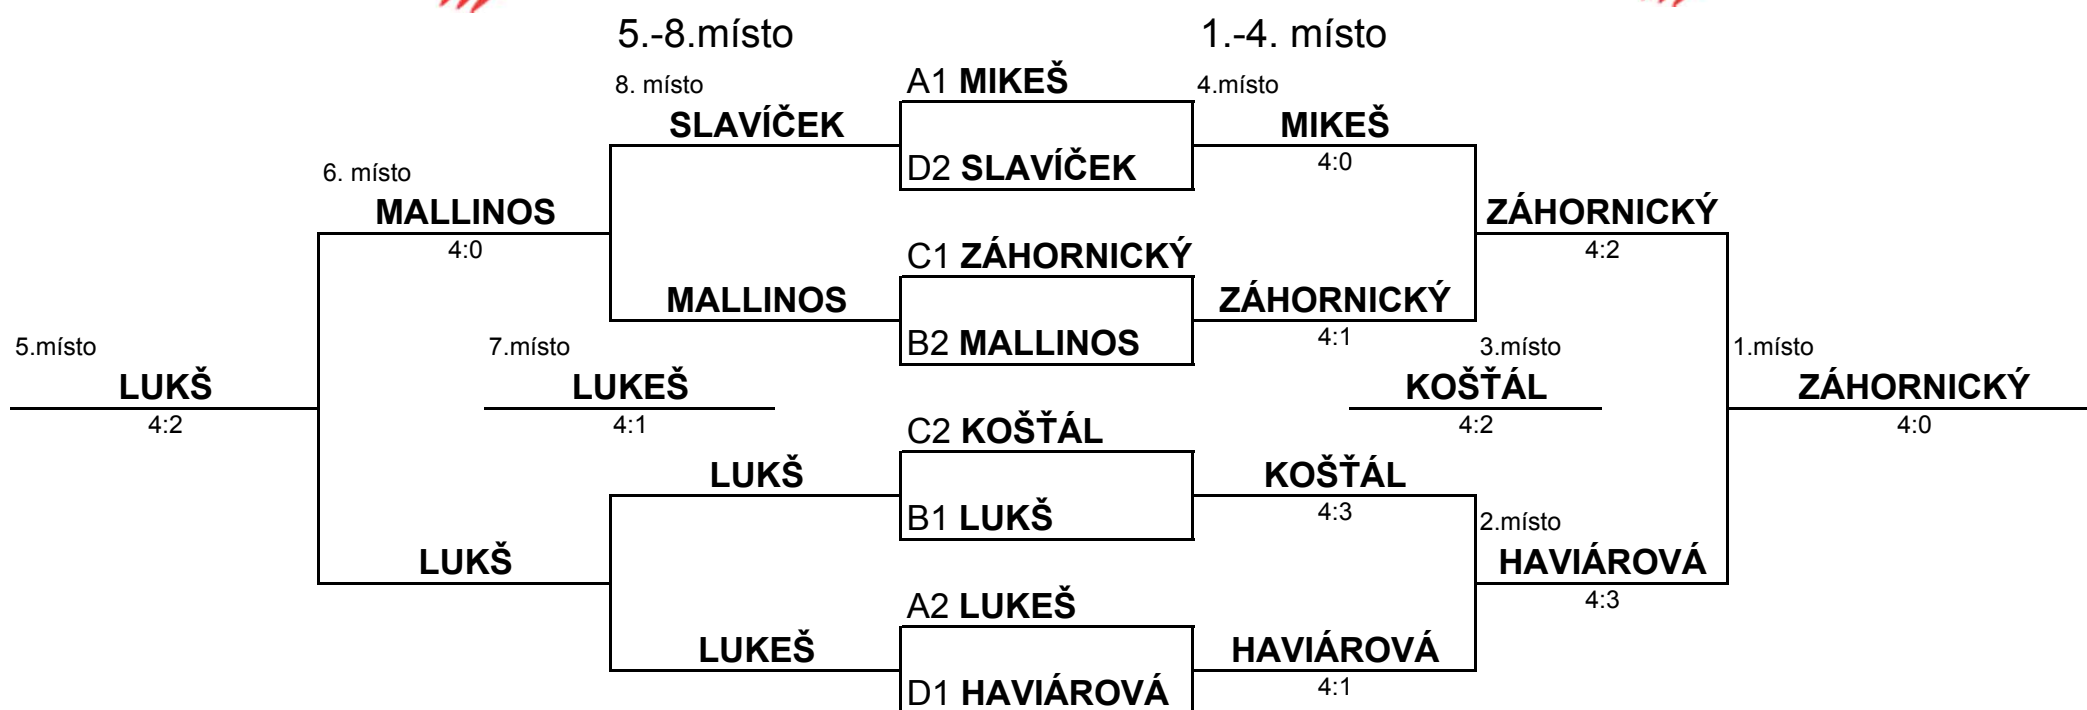 5.-8.místo 1.-4. místo
8. místo A1 MIKEŠ 4.místo
SLAVÍČEK MIKEŠ
6. místo D2 SLAVÍČEK 4:0
MALLINOS ZÁHORNICKÝ
4:0 C1 ZÁHORNICKÝ 4:2
MALLINOS ZÁHORNICKÝ
5.místo 7.místo B2 MALLINOS 4:1 3.místo 1.místo
LUKŠ LUKEŠ KOŠŤÁL ZÁHORNICKÝ
4:2 4:1 C2 KOŠŤÁL 4:2 4:0
LUKŠ KOŠŤÁL
B1 LUKŠ 4:3 2.místo
LUKŠ HAVIÁROVÁ
A2 LUKEŠ 4:3
LUKEŠ HAVIÁROVÁ
D1 HAVIÁROVÁ 4:1